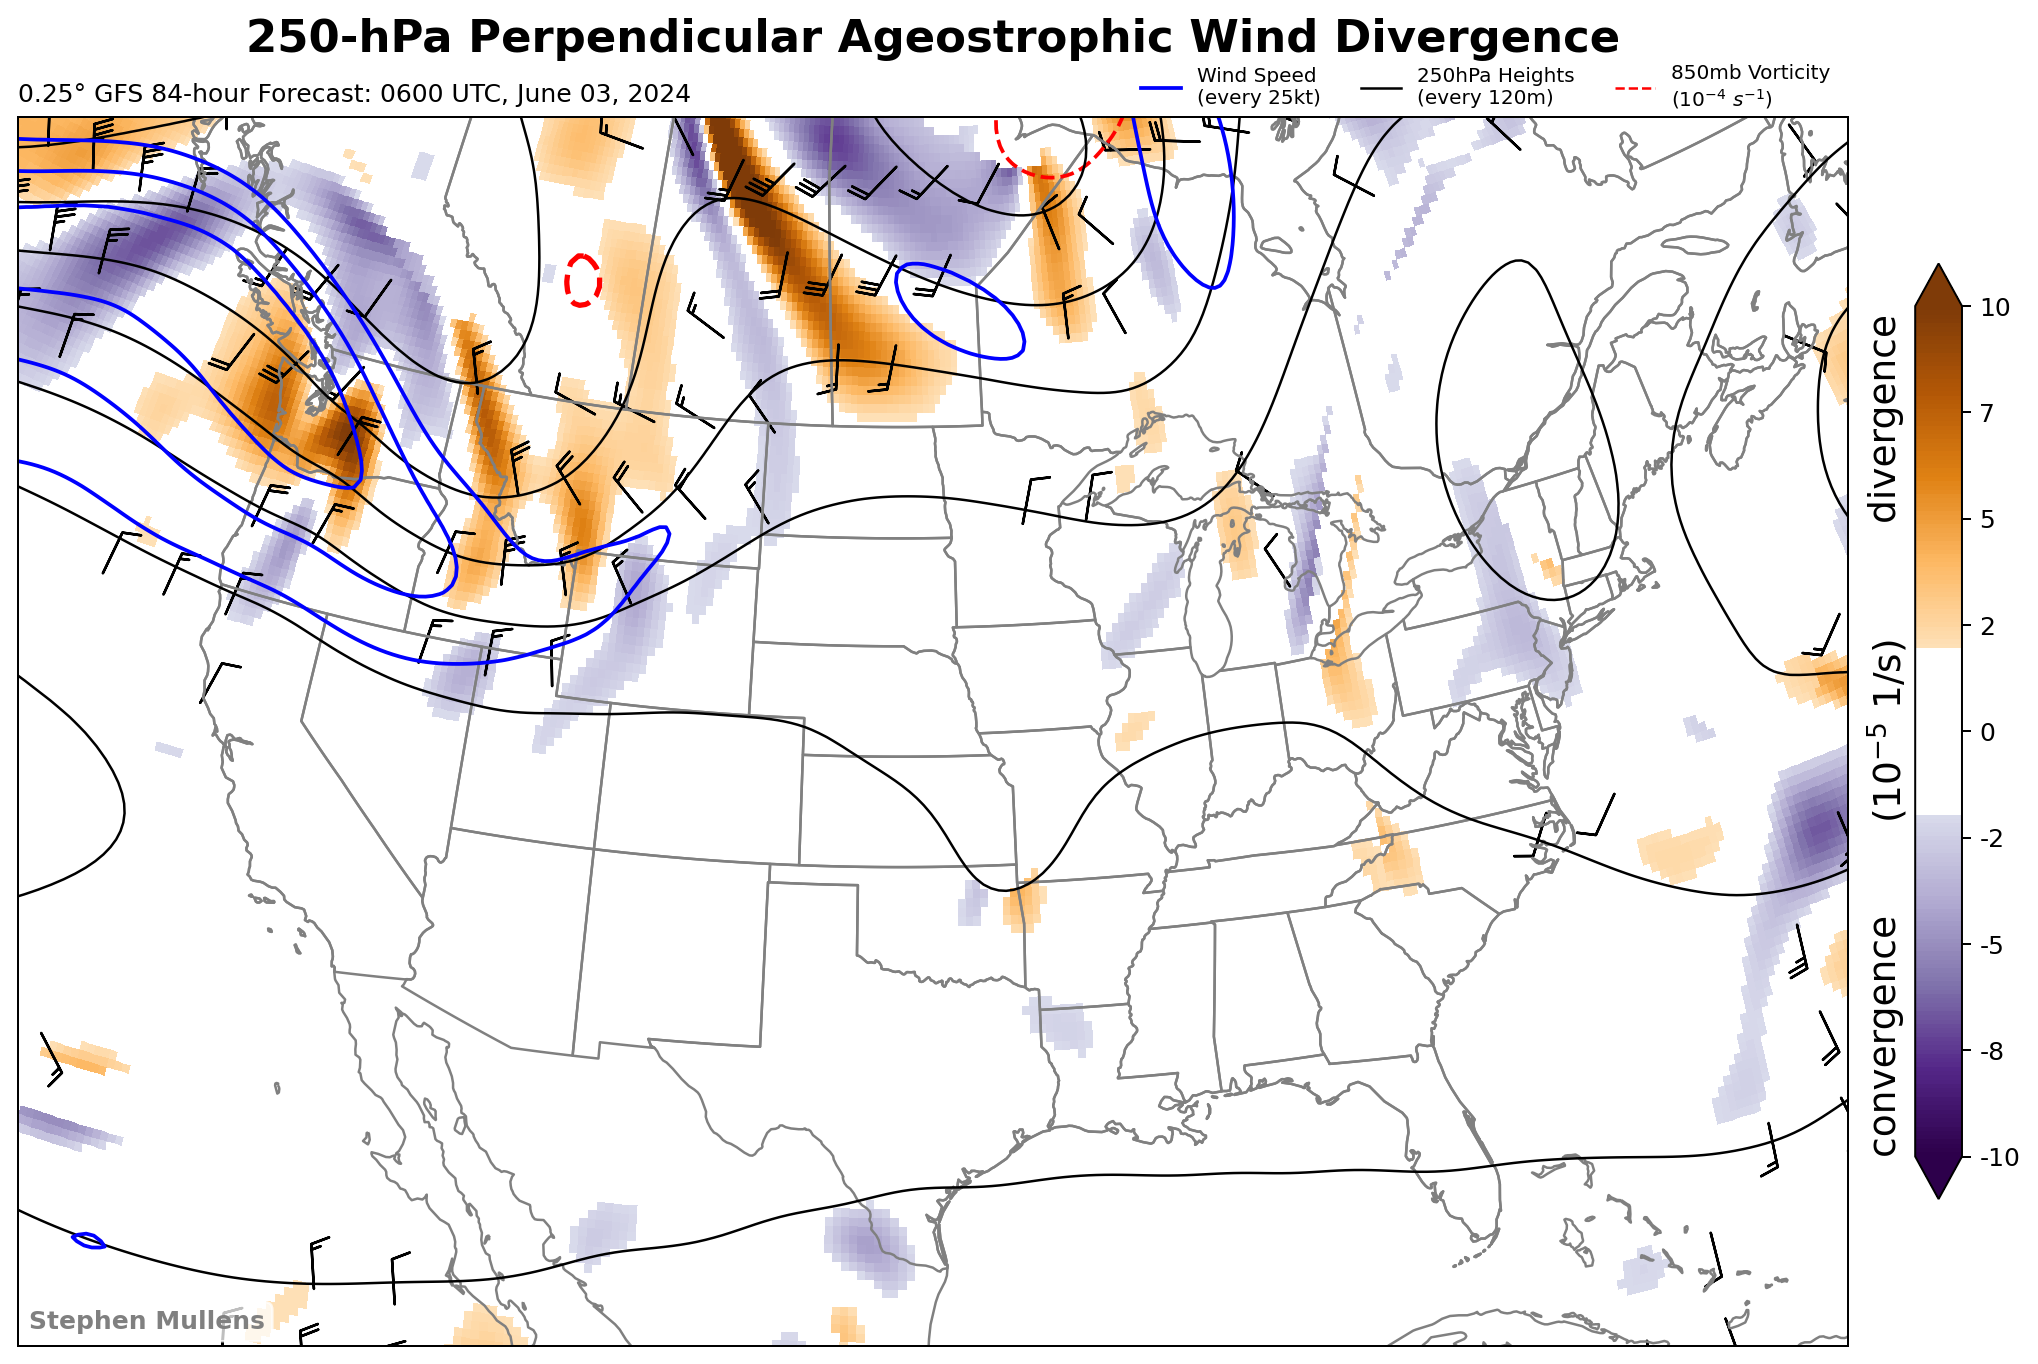 250-hPa Perpendicular Ageostrophic Wind Divergence
0.25° GFS 84-hour Forecast: 0600 UTC, June 03, 2024
Wind Speed
(every 25kt)
250hPa Heights
(every 120m)
850mb Vorticity
(10⁻⁴ s⁻¹)
10
7
5
2
0
-2
-5
-8
-10
convergence (10⁻⁵ 1/s) divergence
Stephen Mullens